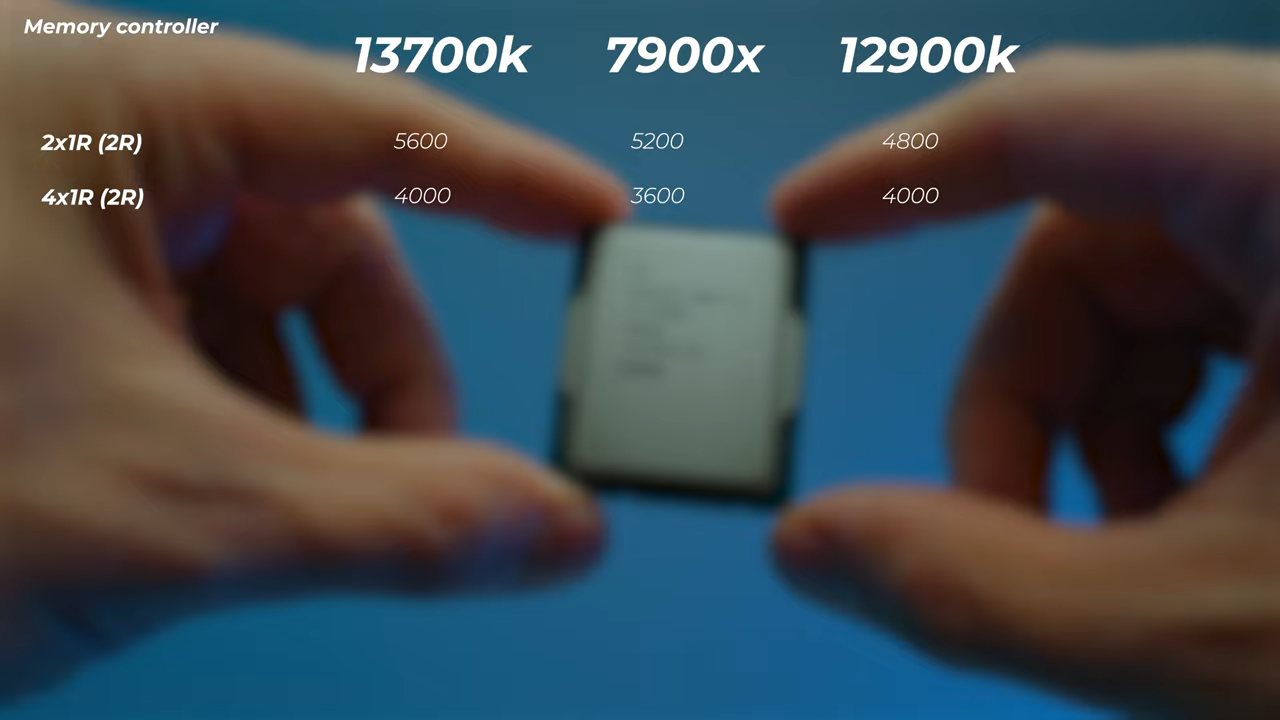 Memory controller
13700k 7900x 12900k
2x1R (2R) 5600 5200 4800
4x1R (2R) 4000 3600 4000